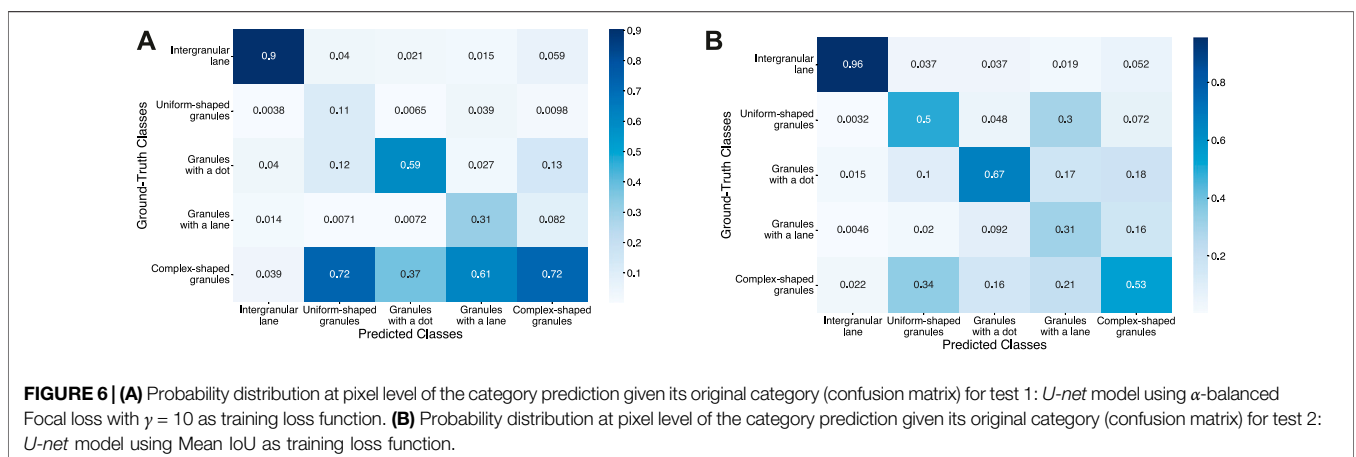 A
Ground-Truth Classes
Intergranular
lane
0.9 0.04 0.021 0.015 0.059
Uniform-shaped
granules
0.0038 0.11 0.0065 0.039 0.0098
Granules
with a dot
0.04 0.12 0.59 0.027 0.13
Granules
with a lane
0.014 0.0071 0.0072 0.31 0.082
Complex-shaped
granules
0.039 0.72 0.37 0.61 0.72
Intergranular
lane
Uniform-shaped
granules
Granules
with a dot
Granules
with a lane
Complex-shaped
granules
Predicted Classes
0.9
0.8
0.7
0.6
0.5
0.4
0.3
0.2
0.1
B
Ground-Truth Classes
Intergranular
lane
0.96 0.037 0.037 0.019 0.052
Uniform-shaped
granules
0.0032 0.5 0.048 0.3 0.072
Granules
with a dot
0.015 0.1 0.67 0.17 0.18
Granules
with a lane
0.0046 0.02 0.092 0.31 0.16
Complex-shaped
granules
0.022 0.34 0.16 0.21 0.53
Intergranular
lane
Uniform-shaped
granules
Granules
with a dot
Granules
with a lane
Complex-shaped
granules
Predicted Classes
0.8
0.6
0.4
0.2
FIGURE 6 | (A) Probability distribution at pixel level of the category prediction given its original category (confusion matrix) for test 1: U-net model using α-balanced
Focal loss with γ = 10 as training loss function. (B) Probability distribution at pixel level of the category prediction given its original category (confusion matrix) for test 2:
U-net model using Mean IoU as training loss function.